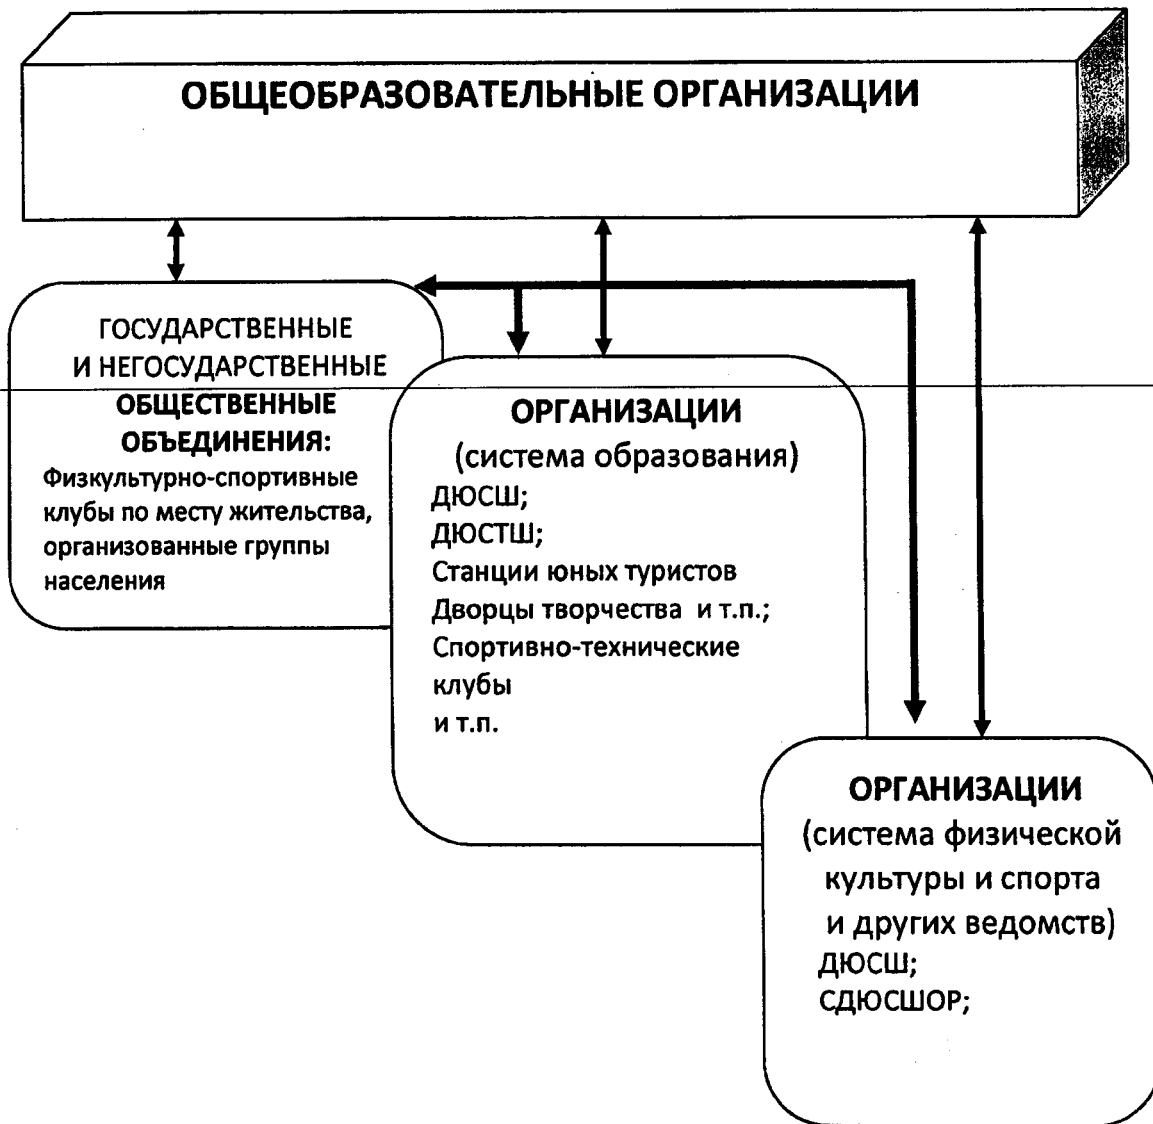 ОБЩЕОБРАЗОВАТЕЛЬНЫЕ ОРГАНИЗАЦИИ
ГОСУДАРСТВЕННЫЕ
И НЕГОСУДАРСТВЕННЫЕ
ОБЩЕСТВЕННЫЕ
ОБЪЕДИНЕНИЯ:
Физкультурно-спортивные
клубы по месту жительства,
организованные группы
населения
ОРГАНИЗАЦИИ
(система образования)
ДЮСШ;
ДЮСТШ;
Станции юных туристов
Дворцы творчества и т.п.;
Спортивно-технические
клубы
и т.п.
ОРГАНИЗАЦИИ
(система физической
культуры и спорта
и других ведомств)
ДЮСШ;
СДЮСШОР;